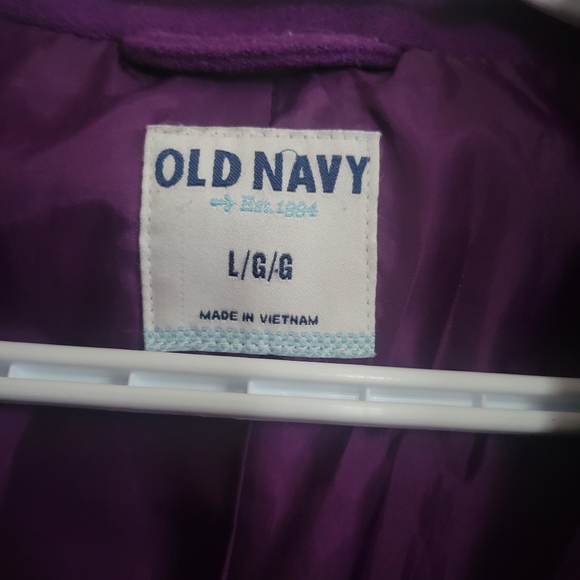 OLD NAVY
Est. 1994
L/G/G
MADE IN VIETNAM